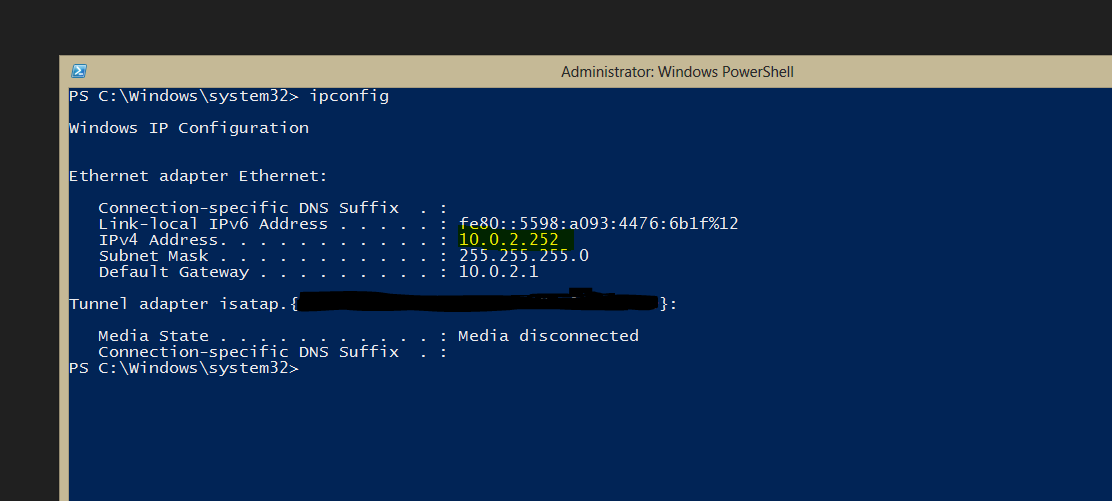 Administrator: Windows PowerShell
PS C:\Windows\system32> ipconfig
Windows IP Configuration
Ethernet adapter Ethernet:
Connection-specific DNS Suffix . :
Link-local IPv6 Address . . . . . : fe80::5598:a093:4476:6b1f%12
IPv4 Address. . . . . . . . . . . : 10.0.2.252
Subnet Mask . . . . . . . . . . . : 255.255.255.0
Default Gateway . . . . . . . . . : 10.0.2.1
Tunnel adapter isatap.{}:
Media State . . . . . . . . . . . : Media disconnected
Connection-specific DNS Suffix . :
PS C:\Windows\system32>